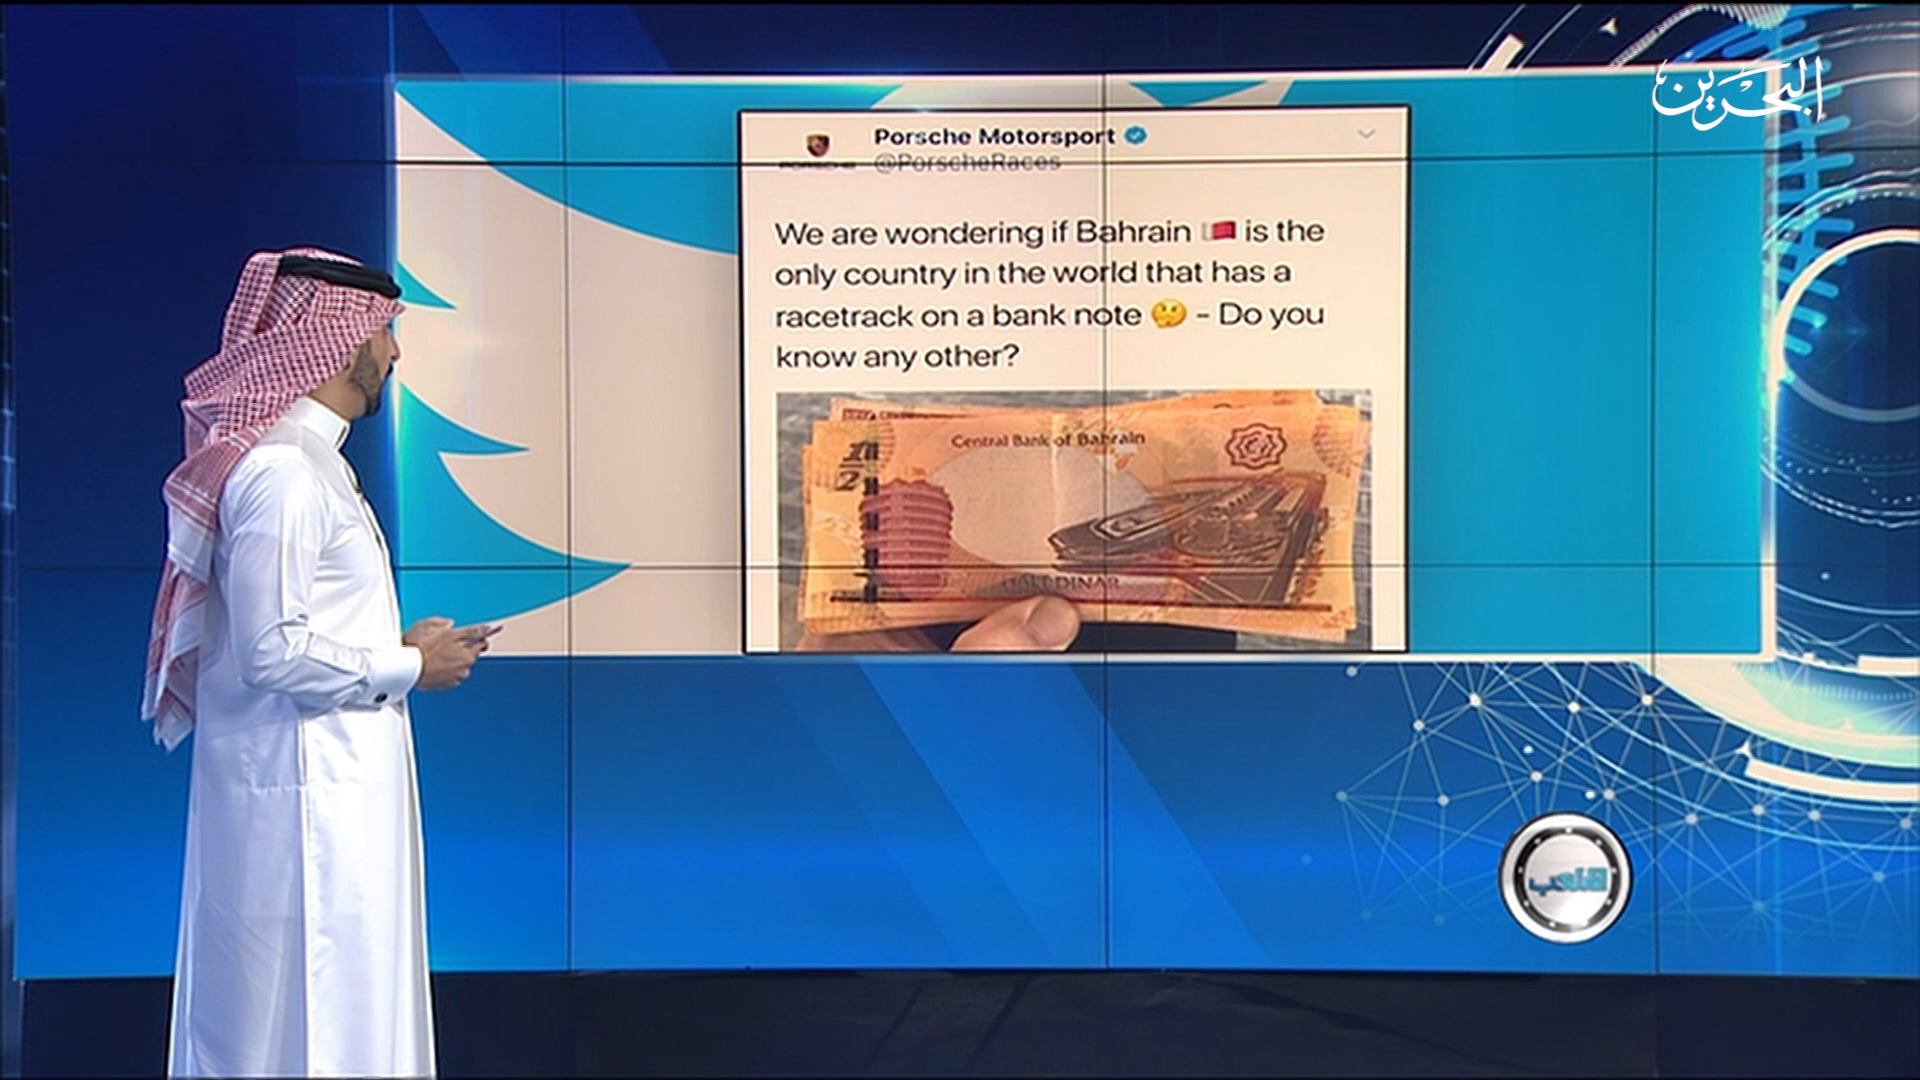 البحرين
Porsche Motorsport
@PorscheRaces
We are wondering if Bahrain 🇧🇭 is the
only country in the world that has a
racetrack on a bank note 🤔 - Do you
know any other?
Central Bank of Bahrain
1/2
HALF DINAR